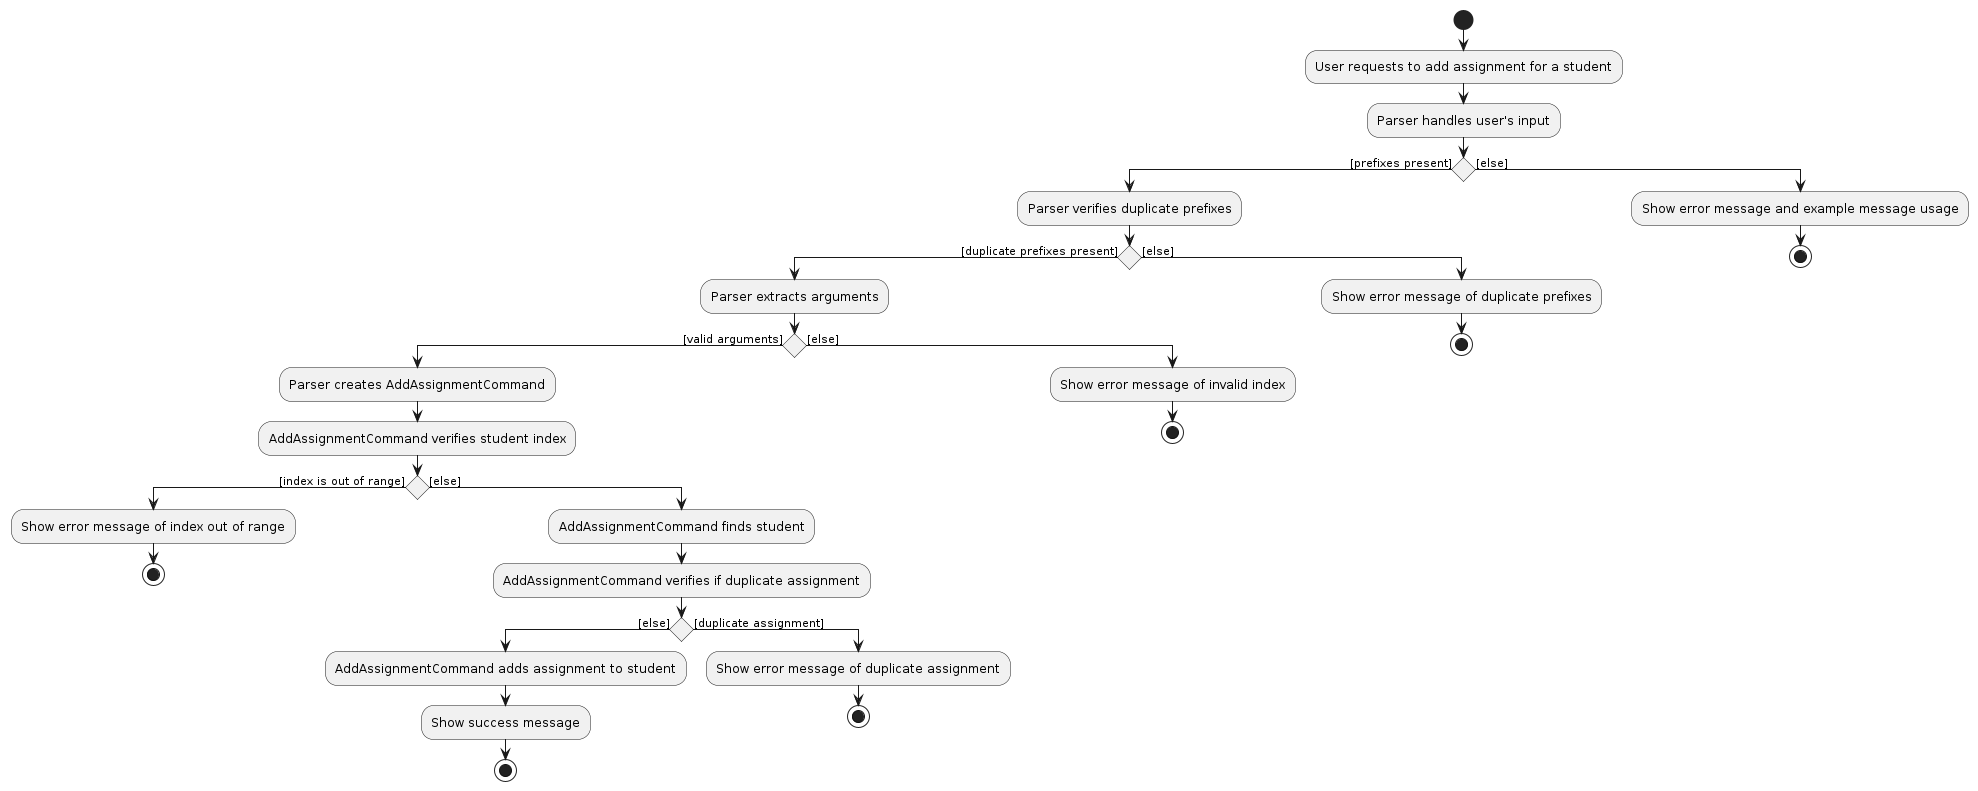 User requests to add assignment for a student
Parser handles user's input
[prefixes present]
[else]
Parser verifies duplicate prefixes
Show error message and example message usage
[duplicate prefixes present]
[else]
Parser extracts arguments
Show error message of duplicate prefixes
[valid arguments]
[else]
Parser creates AddAssignmentCommand
Show error message of invalid index
AddAssignmentCommand verifies student index
[index is out of range]
[else]
Show error message of index out of range
AddAssignmentCommand finds student
AddAssignmentCommand verifies if duplicate assignment
[else]
[duplicate assignment]
AddAssignmentCommand adds assignment to student
Show error message of duplicate assignment
Show success message